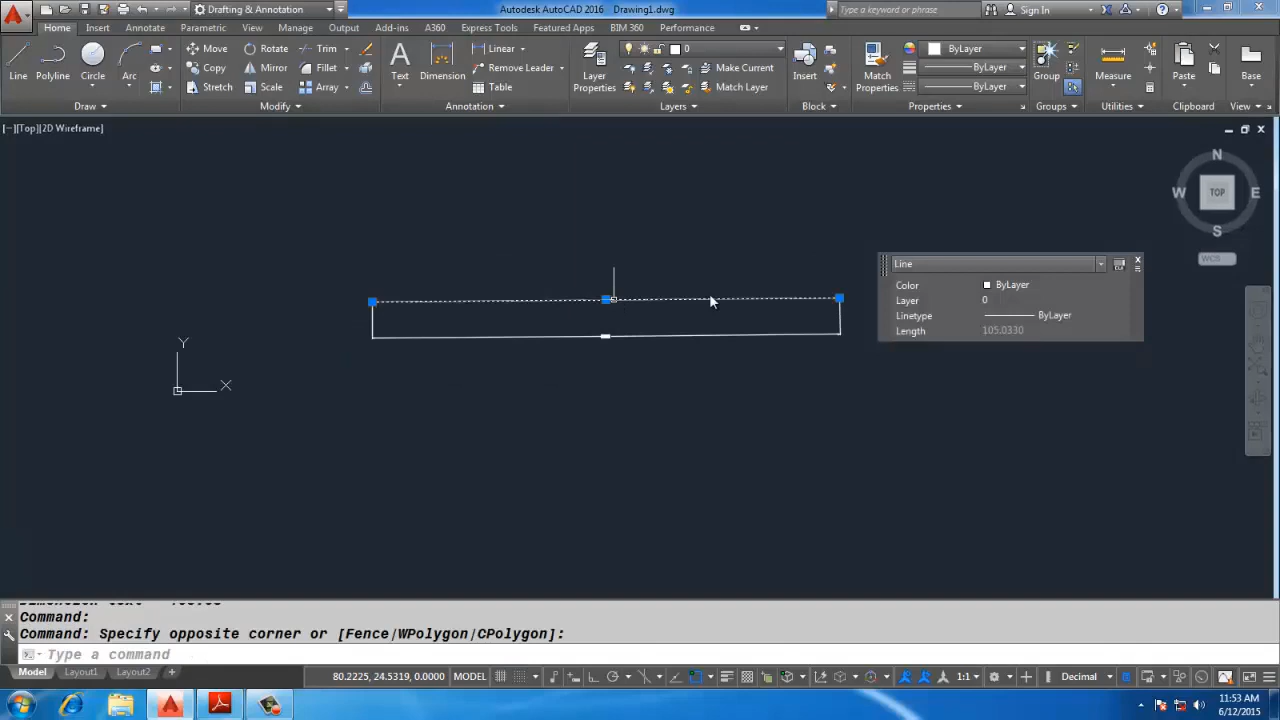 Drafting & Annotation
Autodesk AutoCAD 2016 Drawing1.dwg
Type a keyword or phrase
Sign In
Home Insert Annotate Parametric View Manage Output Add-ins A360 Express Tools Featured Apps BIM 360 Performance
Line Polyline Circle Arc
Move Rotate Trim
Copy Mirror Fillet
Stretch Scale Array
Text Dimension
Linear
Remove Leader
Table
Layer Properties
0
Make Current
Match Layer
Insert
Match Properties
ByLayer
ByLayer
ByLayer
Group
Measure
Paste
Base
Draw Modify Annotation Layers Block Properties Groups Utilities Clipboard View
[−][Top][2D Wireframe]
N
W TOP E
S
WCS
Line
Color ByLayer
Layer 0
Linetype ByLayer
Length 105.0330
Y
X
Command:
Command: Specify opposite corner or [Fence/WPolygon/CPolygon]:
Type a command
Model Layout1 Layout2 +
80.2225, 24.5319, 0.0000 MODEL 1:1 Decimal
11:53 AM
6/12/2015